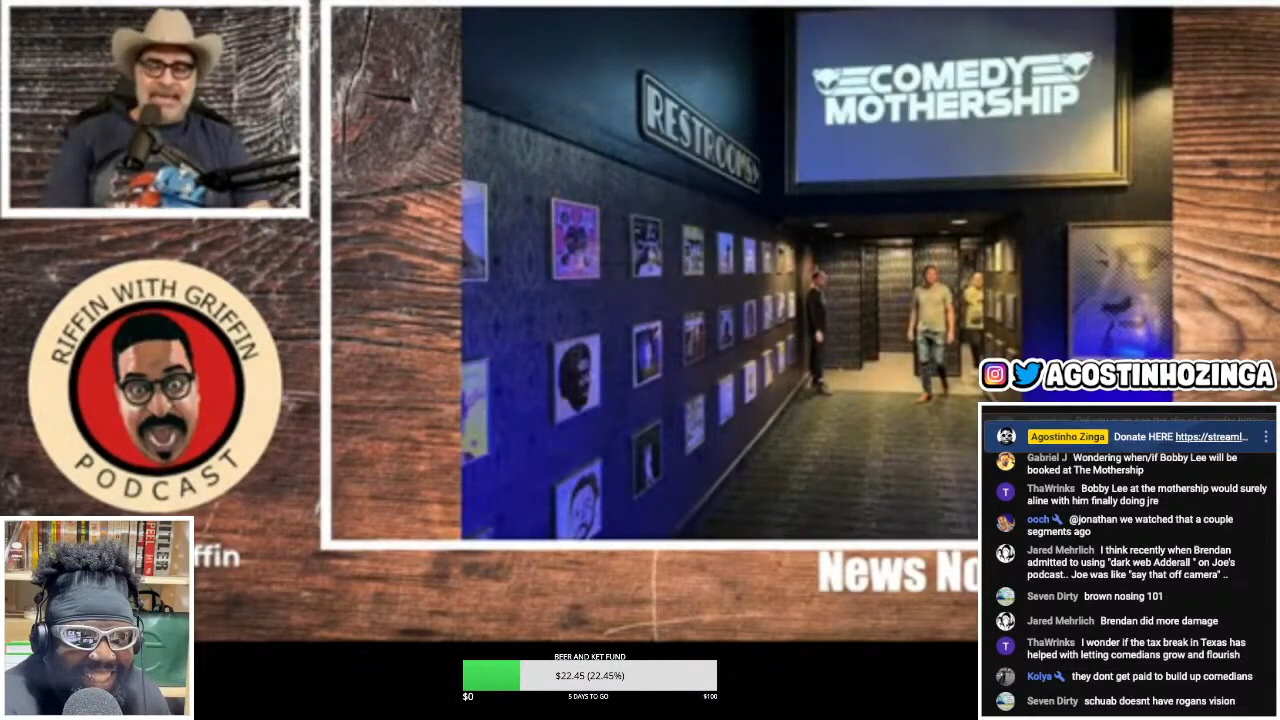 COMEDY
MOTHERSHIP
RESTROOMS
RIFFIN WITH GRIFFIN
PODCAST
ffin
News No
AGOSTINHOZINGA
Agostinho Zinga Donate HERE https://streaml...
Gabriel J Wondering when/if Bobby Lee will be
booked at The Mothership
ThaWrinks Bobby Lee at the mothership would surely
aline with him finally doing jre
ooch @jonathan we watched that a couple
segments ago
Jared Mehrlich I think recently when Brendan
admitted to using "dark web Adderall " on Joe's
podcast.. Joe was like "say that off camera" ..
Seven Dirty brown nosing 101
Jared Mehrlich Brendan did more damage
ThaWrinks I wonder if the tax break in Texas has
helped with letting comedians grow and flourish
Kolya they dont get paid to build up comedians
Seven Dirty schuab doesnt have rogans vision
PEEL
HITLER
BEER AND KET FUND
$22.45 (22.45%)
$0
5 DAYS TO GO
$100